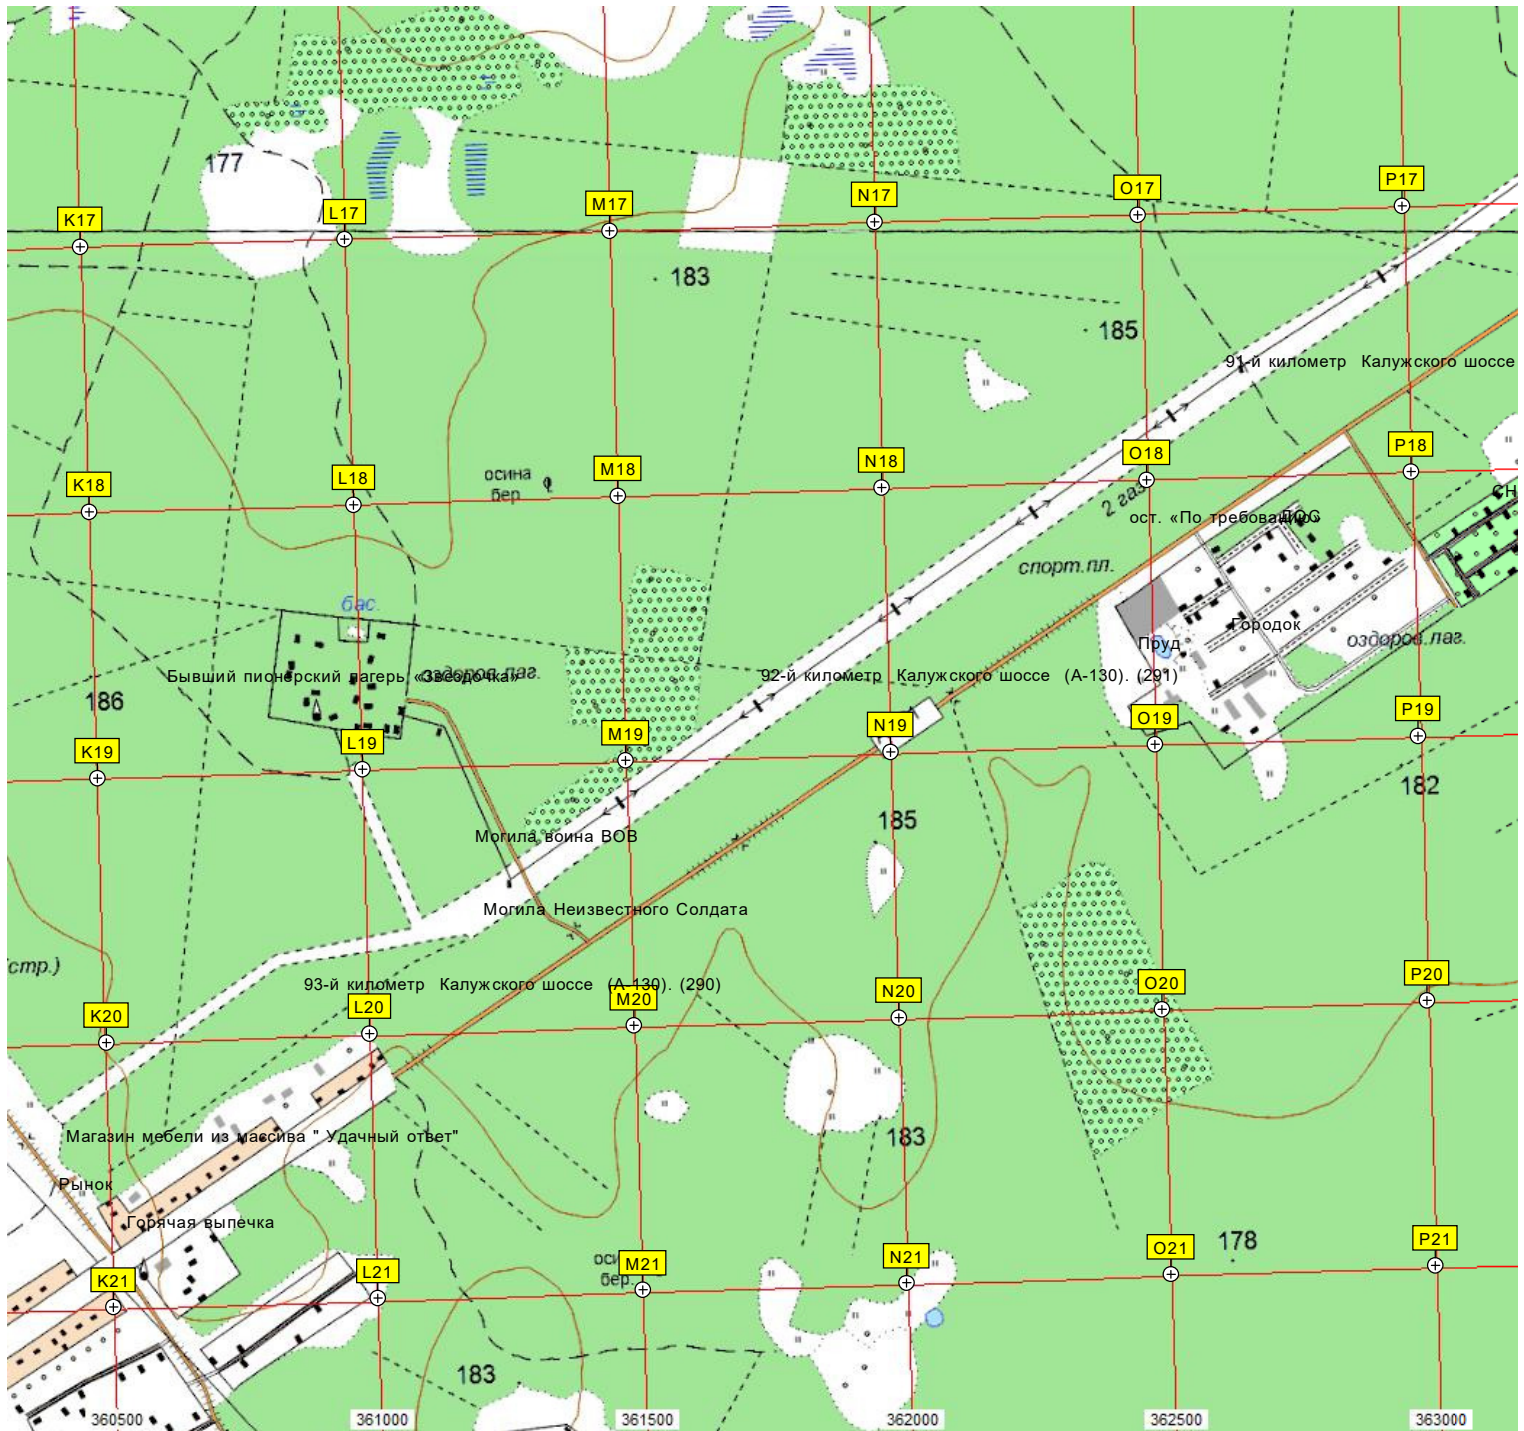 177
K17
L17
M17
N17
O17
P17
183
185
91-й километр Калужского шоссе
K18
L18
осина
бер.
M18
N18
O18
P18
2 газ.
ост. «По требованию»
спорт.пл.
бас.
Городок
Пруд
оздоров.лаг.
Бывший пионерский лагерь «Звёздочка»
оздоров.лаг.
92-й километр Калужского шоссе (А-130). (291)
186
K19
L19
M19
N19
O19
P19
182
185
Могила воина ВОВ
Могила Неизвестного Солдата
стр.)
93-й километр Калужского шоссе (А-130). (290)
K20
L20
M20
N20
O20
P20
Магазин мебели из массива " Удачный ответ"
183
Рынок
Горячая выпечка
178
K21
L21
бер.
M21
N21
O21
P21
183
360500
361000
361500
362000
362500
363000